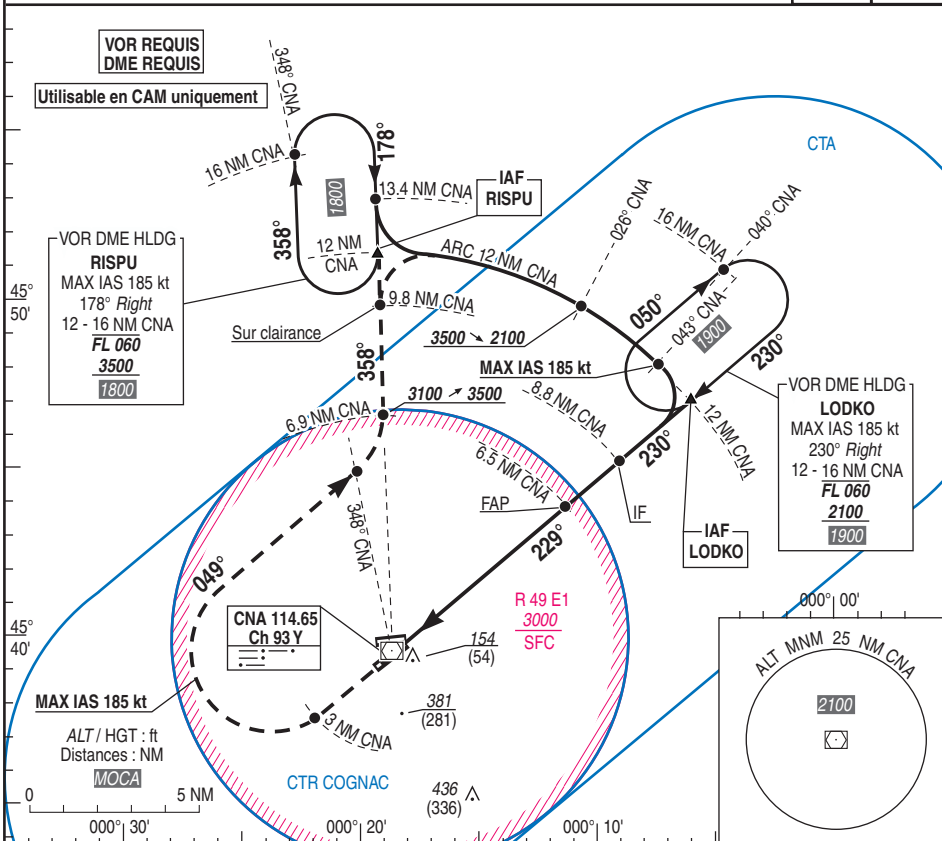 VOR REQUIS
DME REQUIS
Utilisable en CAM uniquement
348° CNA
16 NM CNA
178°
1800
358°
13.4 NM CNA
IAF
RISPU
12 NM
CNA
ARC 12 NM CNA
026° CNA
16 NM CNA
040° CNA
CTA
VOR DME HLDG
RISPU
MAX IAS 185 kt
178° Right
12 - 16 NM CNA
FL 060
3500
1800
45°
50'
9.8 NM CNA
Sur clairance
3500 ➘ 2100
050°
043° CNA
1900
230°
358°
MAX IAS 185 kt
3100 ➚ 3500
6.9 NM CNA
8.8 NM CNA
230°
12 NM CNA
VOR DME HLDG
LODKO
MAX IAS 185 kt
230° Right
12 - 16 NM CNA
FL 060
2100
1900
6.5 NM CNA
FAP
IF
IAF
LODKO
348° CNA
229°
049°
CNA 114.65
Ch 93 Y
R 49 E1
3000
SFC
45°
40'
154
(54)
381
(281)
MAX IAS 185 kt
3 NM CNA
ALT / HGT : ft
Distances : NM
MOCA
0 5 NM
CTR COGNAC
436
(336)
000° 00'
ALT MNM 25 NM CNA
2100
000° 30'
000° 20'
000° 10'